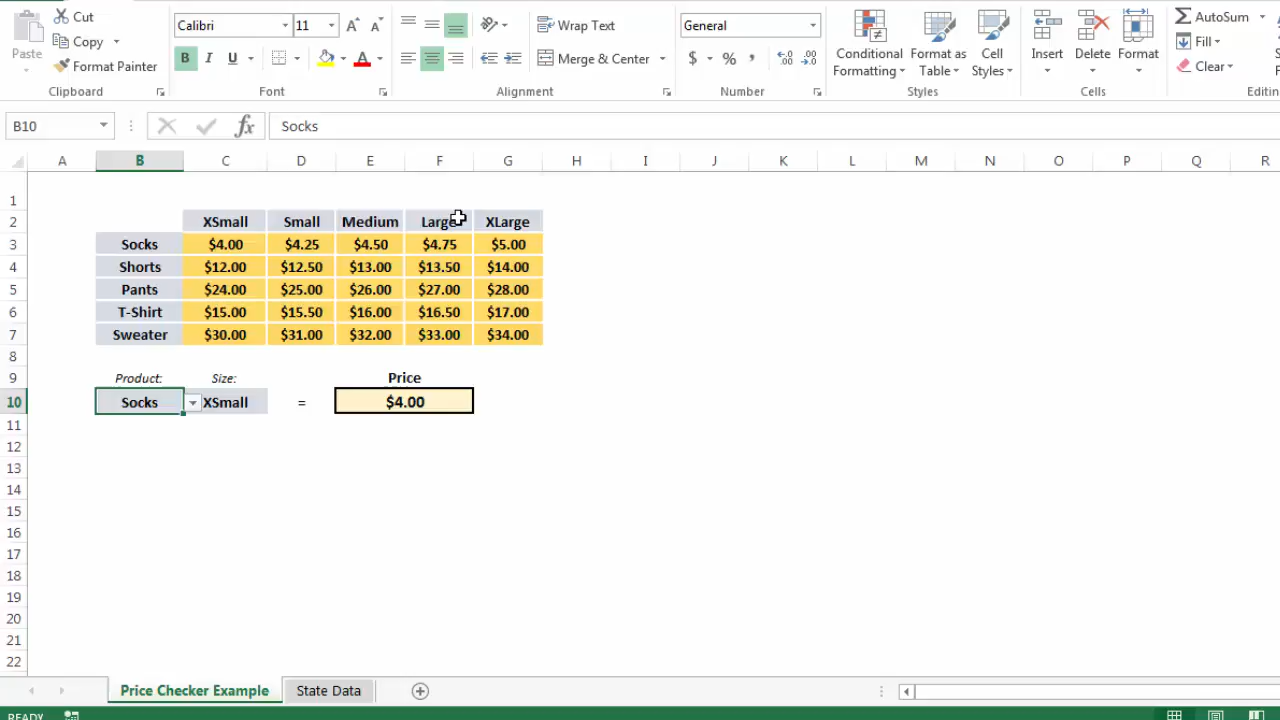 Cut
Calibri 11
Wrap Text
General
AutoSum
Copy
Fill
Paste
Format Painter
B I U
A A
Merge & Center
$ % ,
Conditional Formatting
Format as Table
Cell Styles
Insert
Delete
Format
Clear
Clipboard
Font
Alignment
Number
Styles
Cells
Editin
B10 fx Socks
A B C D E F G H I J K L M N O P Q R
1
2 XSmall Small Medium Large XLarge
3 Socks $4.00 $4.25 $4.50 $4.75 $5.00
4 Shorts $12.00 $12.50 $13.00 $13.50 $14.00
5 Pants $24.00 $25.00 $26.00 $27.00 $28.00
6 T-Shirt $15.00 $15.50 $16.00 $16.50 $17.00
7 Sweater $30.00 $31.00 $32.00 $33.00 $34.00
8
9 Product: Size: Price
10 Socks XSmall = $4.00
11
12
13
14
15
16
17
18
19
20
21
22
Price Checker Example State Data
READY